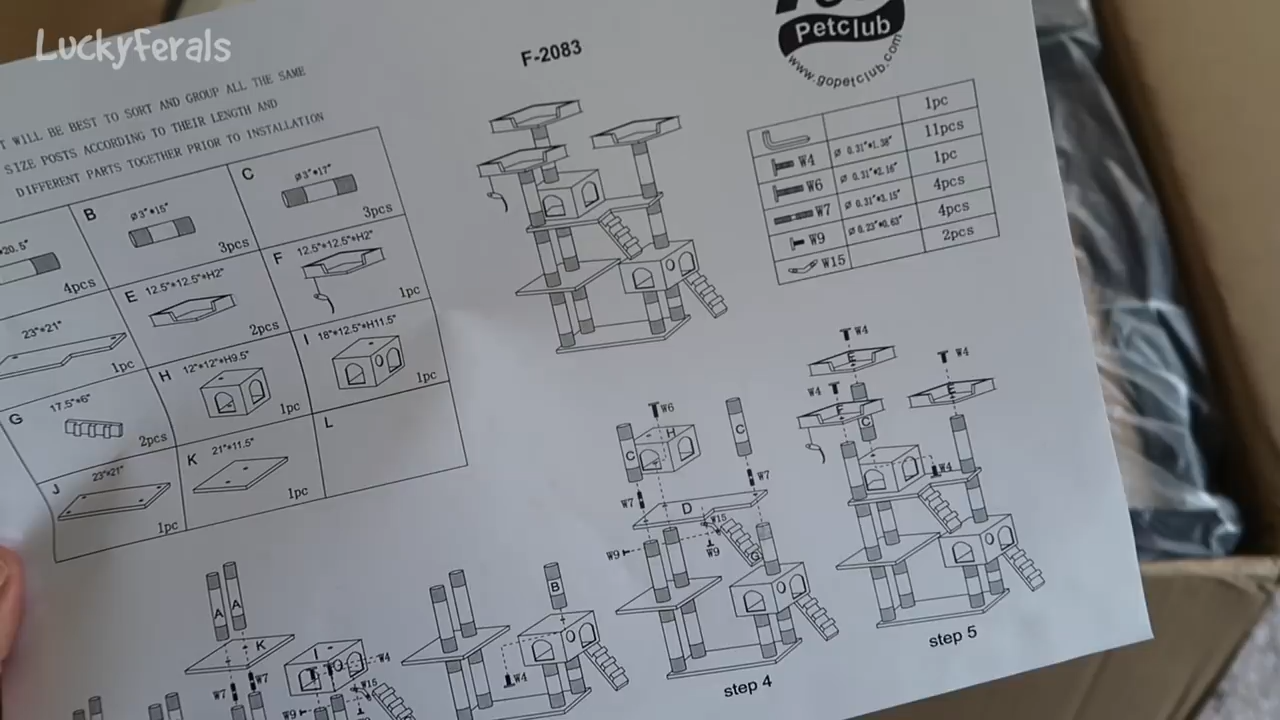 Luckyferals
F-2083
Petclub
www.gopetclub.com
T WILL BE BEST TO SORT AND GROUP ALL THE SAME
SIZE POSTS ACCORDING TO THEIR LENGTH AND
DIFFERENT PARTS TOGETHER PRIOR TO INSTALLATION
*20.5"
4pcs
B
Ø3"*15"
3pcs
C
Ø3"*17"
3pcs
23"*21"
1pc
E
12.5"*12.5"*H2"
2pcs
F
12.5"*12.5"*H2"
1pc
G
17.5"*6"
2pcs
H
12"*12"*H9.5"
1pc
I
18"*12.5"*H11.5"
1pc
J
23"*21"
1pc
K
21"*11.5"
1pc
L
1pc
W4
Ø 0.31"*1.38"
11pcs
W6
Ø 0.31"*2.16"
1pc
W7
Ø 0.31"*3.15"
4pcs
W9
Ø 0.23"*0.63"
4pcs
W15
2pcs
A
A
K
W7
W7
I
W4
W15
W9
B
W4
W6
C
H
C
W7
W7
D
W15
W9
W9
G
step 4
W4
E
W4
W4
F
E
C
W4
step 5